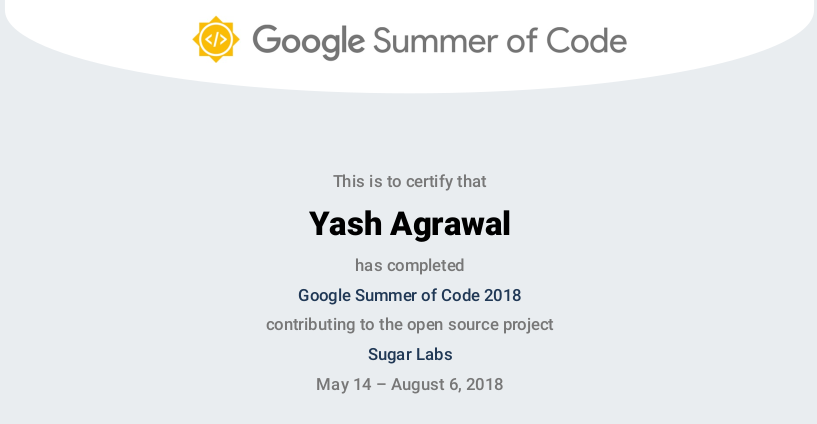 Google Summer of Code
This is to certify that
Yash Agrawal
has completed
Google Summer of Code 2018
contributing to the open source project
Sugar Labs
May 14 – August 6, 2018